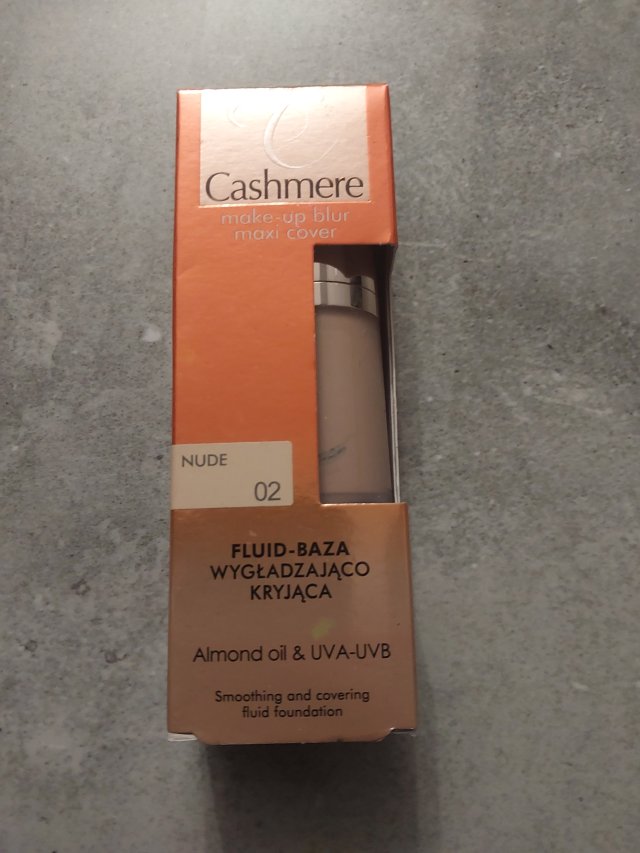 Cashmere
make-up blur
maxi cover
NUDE
02
FLUID-BAZA
WYGŁADZAJĄCO
KRYJĄCA
Almond oil & UVA-UVB
Smoothing and covering
fluid foundation